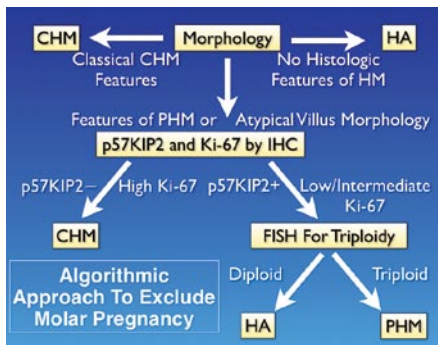 CHM Morphology HA
Classical CHM No Histologic
Features Features of HM
Features of PHM or Atypical Villus Morphology
p57KIP2 and Ki-67 by IHC
p57KIP2– High Ki-67 p57KIP2+ Low/Intermediate
Ki-67
CHM FISH For Triploidy
Algorithmic
Approach To Exclude
Molar Pregnancy
Diploid Triploid
HA PHM